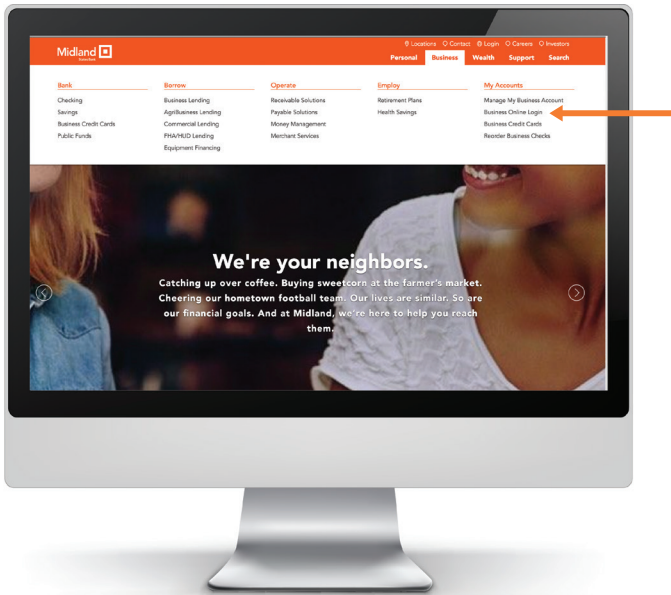 Locations Contact Login Careers Investors
Midland
Personal Business Wealth Support Search
Bank
Checking
Savings
Business Credit Cards
Public Funds
Borrow
Business Lending
AgriBusiness Lending
Commercial Lending
FHA/HUD Lending
Equipment Financing
Operate
Receivable Solutions
Payable Solutions
Money Management
Merchant Services
Employ
Retirement Plans
Health Savings
My Accounts
Manage My Business Account
Business Online Login
Business Credit Cards
Reorder Business Checks
We're your neighbors.
Catching up over coffee. Buying sweetcorn at the farmer's market.
Cheering our hometown football team. Our lives are similar. So are
our financial goals. And at Midland, we're here to help you reach
them.